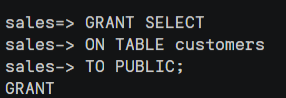 sales=> GRANT SELECT
sales-> ON TABLE customers
sales-> TO PUBLIC;
GRANT